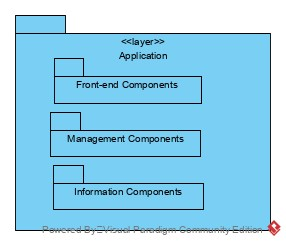 <<layer>>
Application
Front-end Components
Management Components
Information Components
Powered By Visual Paradigm Community Edition